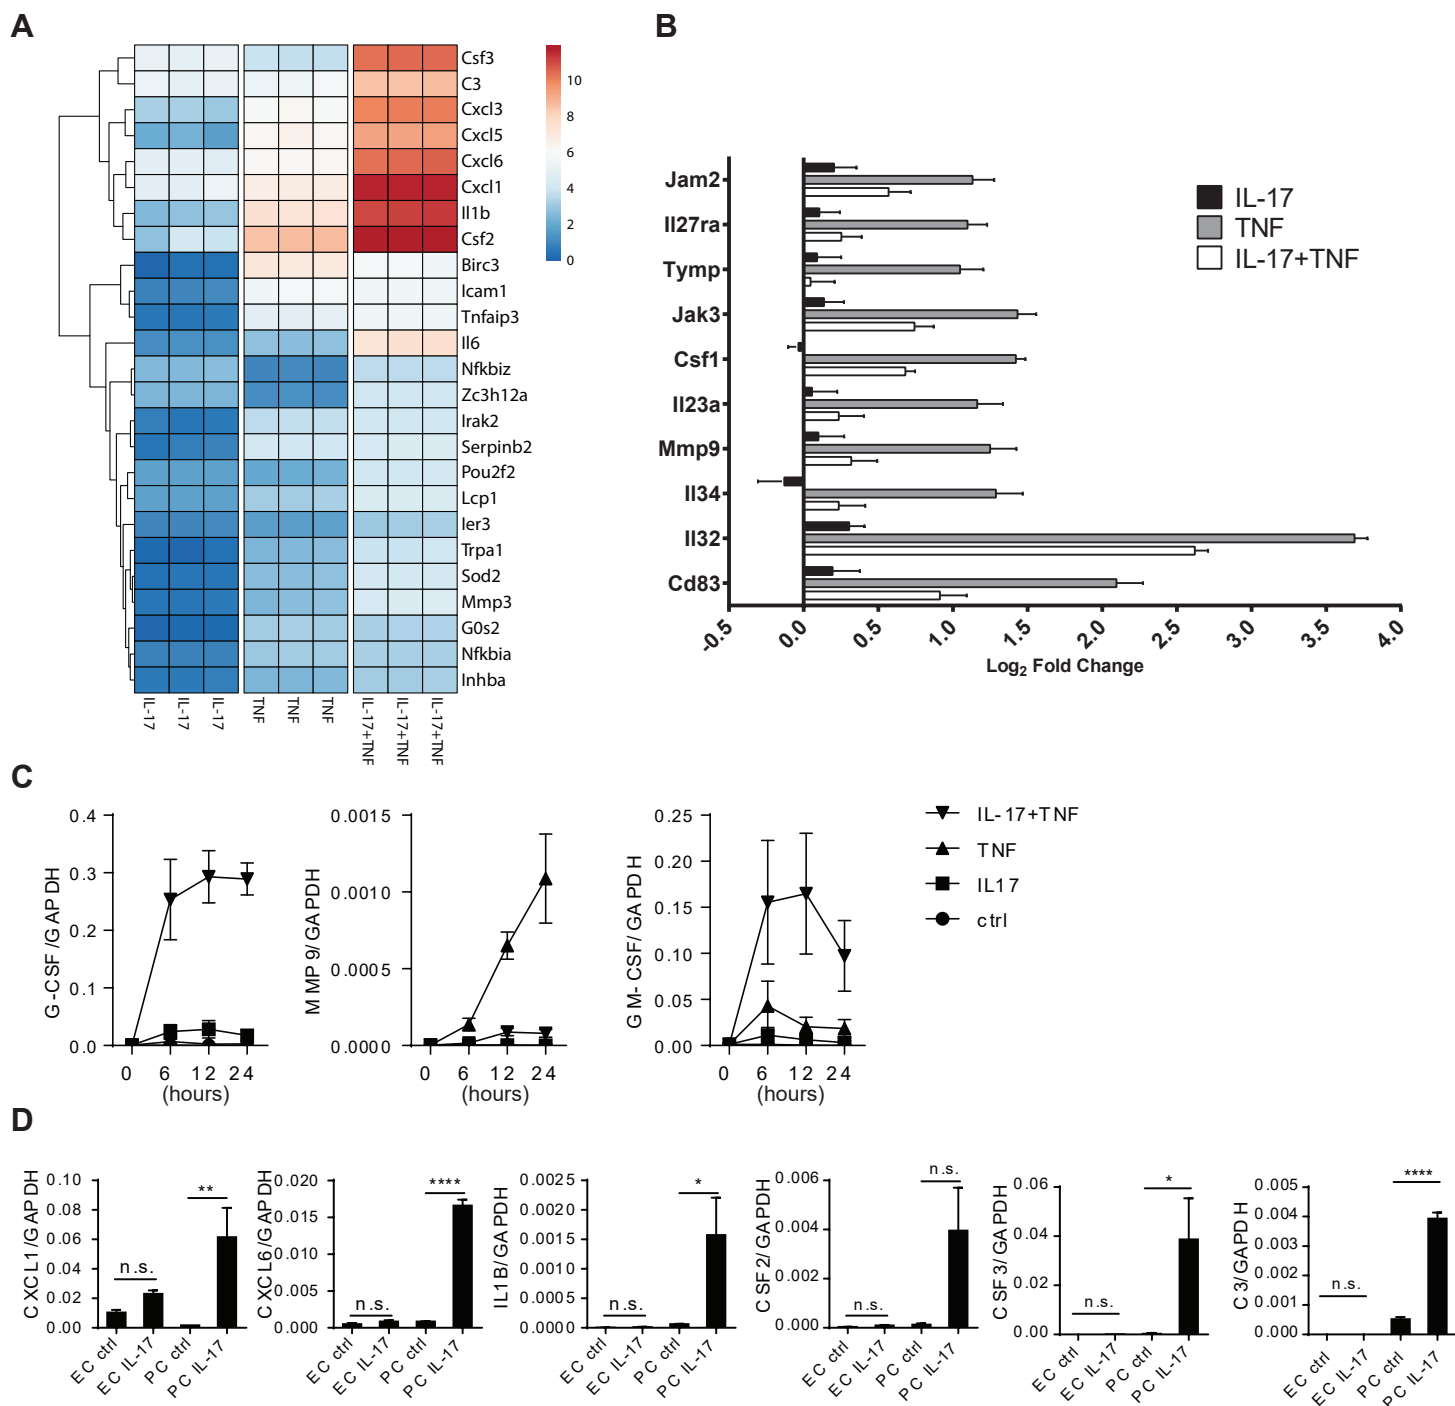 A
Csf3
C3
Cxcl3
Cxcl5
Cxcl6
Cxcl1
Il1b
Csf2
Birc3
Icam1
Tnfaip3
Il6
Nfkbiz
Zc3h12a
Irak2
Serpinb2
Pou2f2
Lcp1
Ier3
Trpa1
Sod2
Mmp3
G0s2
Nfkbia
Inhba
10
8
6
4
2
0
IL-17 IL-17 IL-17 TNF TNF TNF IL-17+TNF IL-17+TNF IL-17+TNF
B
Jam2
Il27ra
Tymp
Jak3
Csf1
Il23a
Mmp9
Il34
Il32
Cd83
-0.5 0.0 0.5 1.0 1.5 2.0 2.5 3.0 3.5 4.0
Log2 Fold Change
IL-17
TNF
IL-17+TNF
C
G-CSF/GAPDH
0.4
0.3
0.2
0.1
0.0
0 6 12 24
(hours)
MMP9/GAPDH
0.0015
0.0010
0.0005
0.0000
0 6 12 24
(hours)
GM-CSF/GAPDH
0.25
0.20
0.15
0.10
0.05
0.00
0 6 12 24
(hours)
IL-17+TNF
TNF
IL17
ctrl
D
CXCL1/GAPDH
0.10
0.08
0.06
0.04
0.02
0.00
n.s.
**
EC ctrl EC IL-17 PC ctrl PC IL-17
CXCL6/GAPDH
0.020
0.015
0.010
0.005
0.000
n.s.
****
EC ctrl EC IL-17 PC ctrl PC IL-17
IL1B/GAPDH
0.0025
0.0020
0.0015
0.0010
0.0005
0.0000
n.s.
*
EC ctrl EC IL-17 PC ctrl PC IL-17
CSF2/GAPDH
0.006
0.004
0.002
0.000
n.s.
n.s.
EC ctrl EC IL-17 PC ctrl PC IL-17
CSF3/GAPDH
0.06
0.04
0.02
0.00
n.s.
*
EC ctrl EC IL-17 PC ctrl PC IL-17
C3/GAPDH
0.005
0.004
0.003
0.002
0.001
0.000
n.s.
****
EC ctrl EC IL-17 PC ctrl PC IL-17